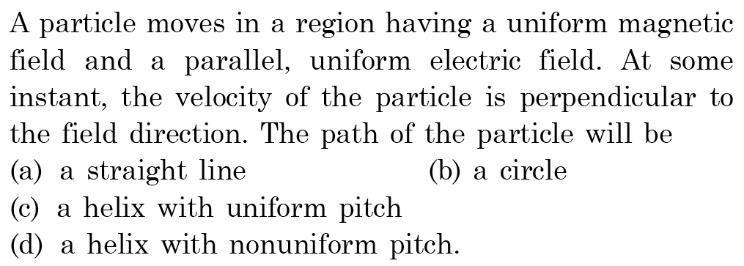 A particle moves in a region having a uniform magnetic
field and a parallel, uniform electric field. At some
instant, the velocity of the particle is perpendicular to
the field direction. The path of the particle will be
(a) a straight line (b) a circle
(c) a helix with uniform pitch
(d) a helix with nonuniform pitch.